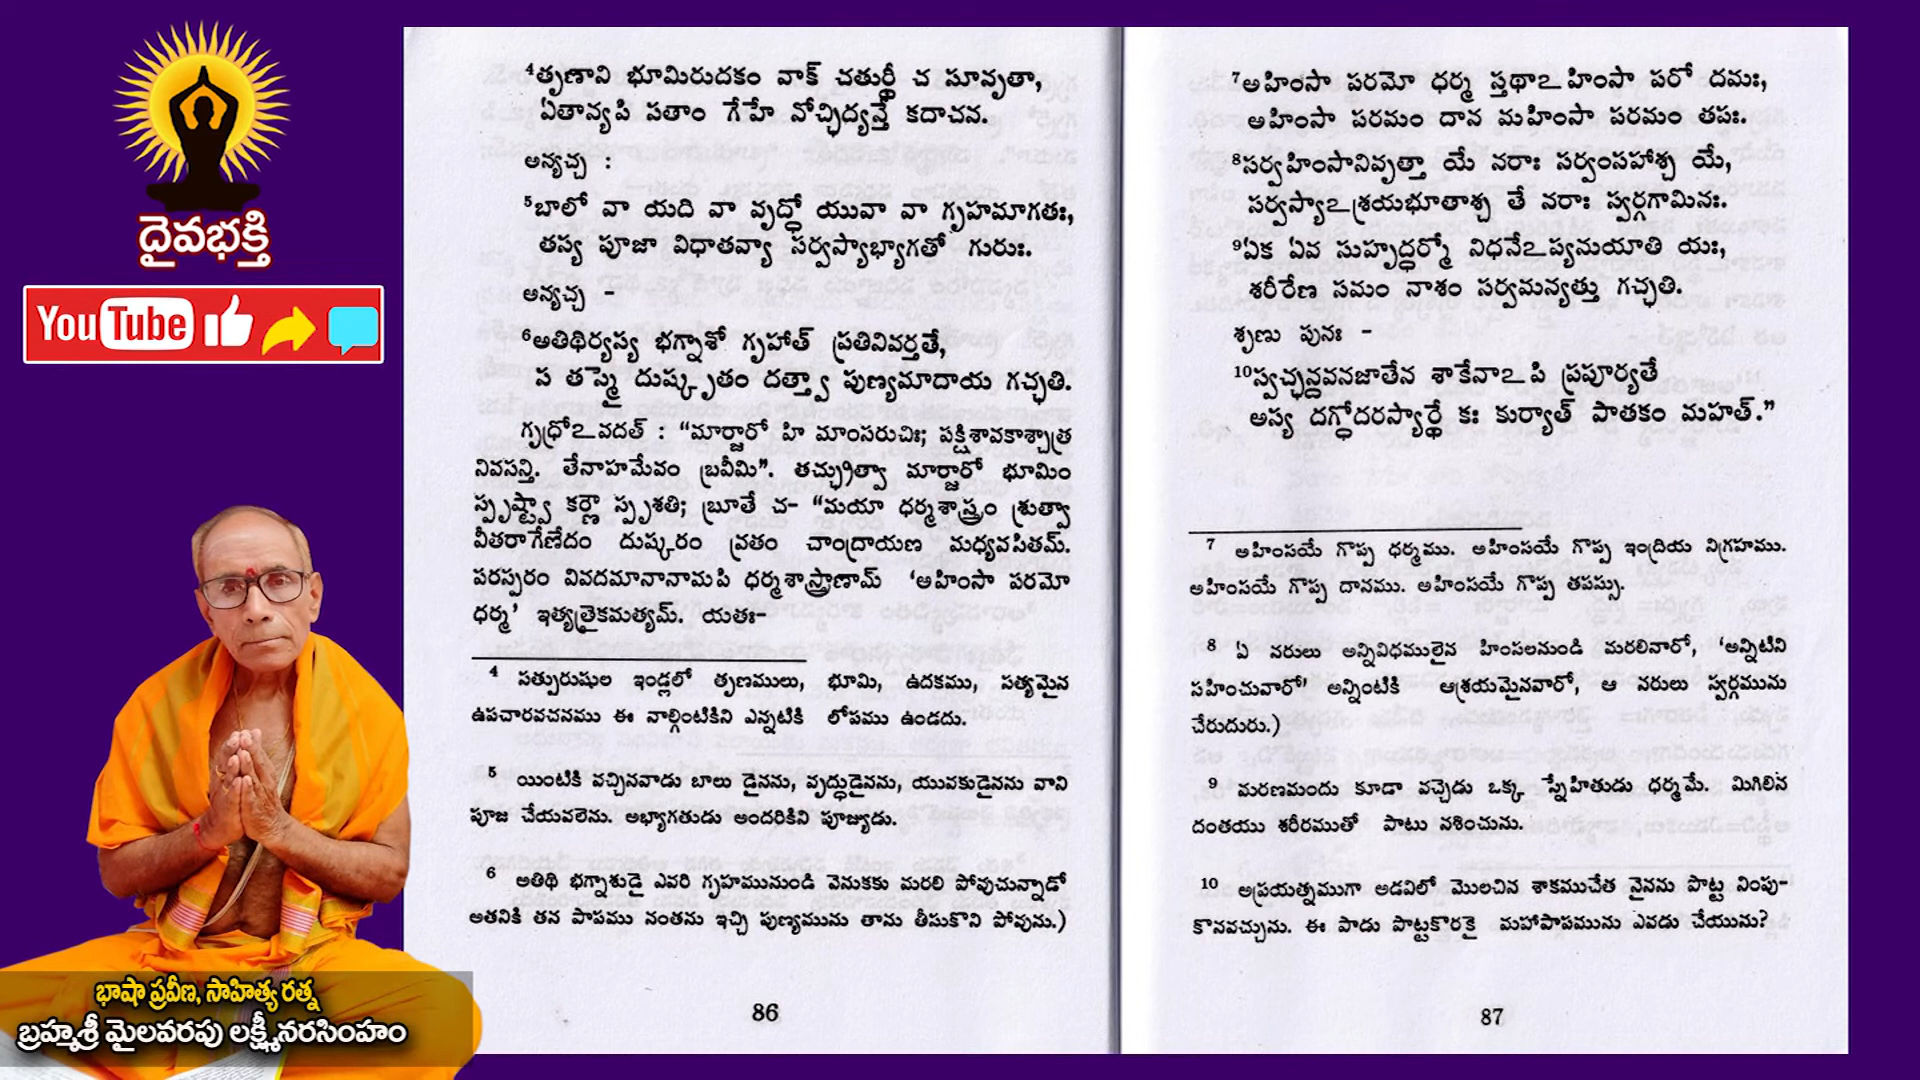 దైవభక్తి
YouTube
⁴తృణాని భూమిరుదకం వాక్ చతుర్థీ చ సూనృతా,
ఏతాన్యపి సతాం గేహే నోచ్ఛిద్యన్తే కదాచన.
అన్యచ్చ :
⁵బాలో వా యది వా వృద్ధో యువా వా గృహమాగతః,
తస్య పూజా విధాతవ్యా సర్వస్యాభ్యాగతో గురుః.
అన్యచ్చ -
⁶అతిథిర్యస్య భగ్నాశో గృహాత్ ప్రతినివర్తతే,
స తస్మై దుష్కృతం దత్త్వా పుణ్యమాదాయ గచ్ఛతి.
గృధ్రోఽవదత్ : “మార్జారో హి మాంసరుచిః; పక్షిశావకాశ్చాత్ర
నివసన్తి. తేనాహమేవం బ్రవీమి”. తచ్ఛ్రుత్వా మార్జారో భూమిం
స్పృష్ట్వా కర్ణౌ స్పృశతి; బ్రూతే చ- “మయా ధర్మశాస్త్రం శ్రుత్వా
వీతరాగేణేదం దుష్కరం వ్రతం చాంద్రాయణ మధ్యవసితమ్.
పరస్పరం వివదమానానామపి ధర్మశాస్త్రాణామ్ ‘అహింసా పరమో
ధర్మ’ ఇత్యత్రైకమత్యమ్. యతః-
4 సత్పురుషుల ఇండ్లలో తృణములు, భూమి, ఉదకము, సత్యమైన
ఉపచారవచనము ఈ నాల్గింటికిని ఎన్నటికి లోపము ఉండదు.
5 యింటికి వచ్చినవాడు బాలు డైనను, వృద్ధుడైనను, యువకుడైనను వాని
పూజ చేయవలెను. అభ్యాగతుడు అందరికిని పూజ్యుడు.
6 అతిథి భగ్నాశుడై ఎవరి గృహమునుండి వెనుకకు మరలి పోవుచున్నాడో
అతనికి తన పాపము నంతను ఇచ్చి పుణ్యమును తాను తీసుకొని పోవును.)
86
⁷అహింసా పరమో ధర్మ స్తథాఽహింసా పరో దమః,
అహింసా పరమం దాన మహింసా పరమం తపః.
⁸సర్వహింసానివృత్తా యే నరాః సర్వంసహాశ్చ యే,
సర్వస్యాఽశ్రయభూతాశ్చ తే నరాః స్వర్గగామినః.
⁹ఏక ఏవ సుహృద్ధర్మో నిధనేఽప్యనుయాతి యః,
శరీరేణ సమం నాశం సర్వమన్యత్తు గచ్ఛతి.
శృణు పునః -
¹⁰స్వచ్ఛన్దవనజాతేన శాకేనాఽపి ప్రపూర్యతే
అస్య దగ్ధోదరస్యార్థే కః కుర్యాత్ పాతకం మహత్.”
7 అహింసయే గొప్ప ధర్మము. అహింసయే గొప్ప ఇంద్రియ నిగ్రహము.
అహింసయే గొప్ప దానము. అహింసయే గొప్ప తపస్సు.
8 ఏ నరులు అన్నివిధములైన హింసలనుండి మరలినారో, ‘అన్నిటిని
సహించువారో’ అన్నింటికి ఆశ్రయమైనవారో, ఆ నరులు స్వర్గమును
చేరుదురు.)
9 మరణమందు కూడా వచ్చెడు ఒక్క స్నేహితుడు ధర్మమే. మిగిలిన
దంతయు శరీరముతో పాటు నశించును.
10 అప్రయత్నముగా అడవిలో మొలచిన శాకముచేత నైనను పొట్ట నింపు-
కొనవచ్చును. ఈ పాడు పొట్టకొరకై మహాపాపమును ఎవడు చేయును?
87
భాషా ప్రవీణ, సాహిత్య రత్న
బ్రహ్మశ్రీ మైలవరపు లక్ష్మీనరసింహం